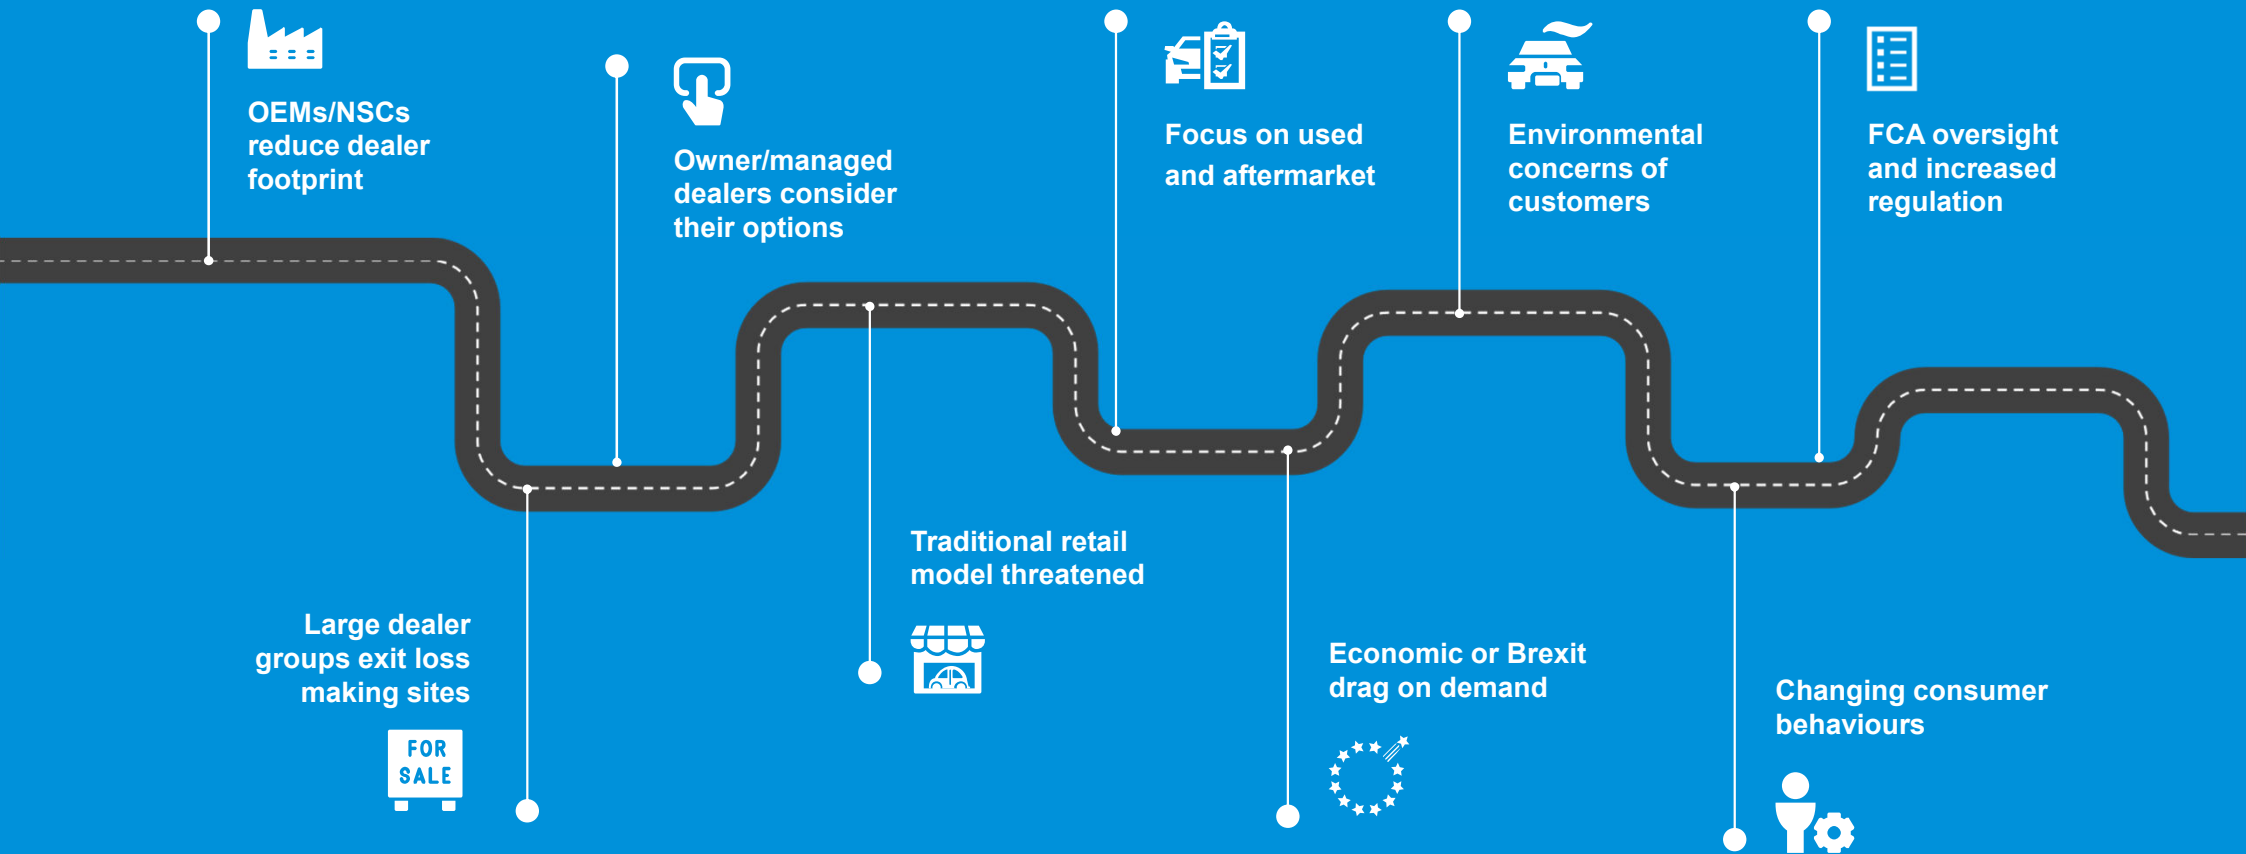 OEMs/NSCs
reduce dealer
footprint
Large dealer
groups exit loss
making sites
FOR
SALE
Owner/managed
dealers consider
their options
Traditional retail
model threatened
Focus on used
and aftermarket
Economic or Brexit
drag on demand
Environmental
concerns of
customers
Changing consumer
behaviours
FCA oversight
and increased
regulation